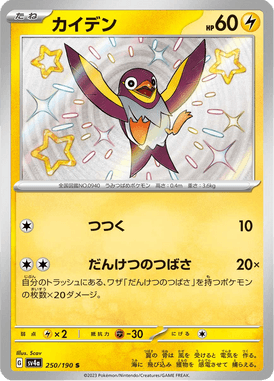 たね カイデン HP60
全国図鑑NO.0940 うみつばめポケモン 高さ:0.4m 重さ:3.6kg
つつく 10
だんけつのつばさ 20×
自分のトラッシュにある、ワザ「だんけつのつばさ」を持つポケモンの枚数×20ダメージ。
弱点 ×2 抵抗力 -30 にげる
Illus. Scav
G sv4a 250/190 S
©2023 Pokémon/Nintendo/Creatures/GAME FREAK.